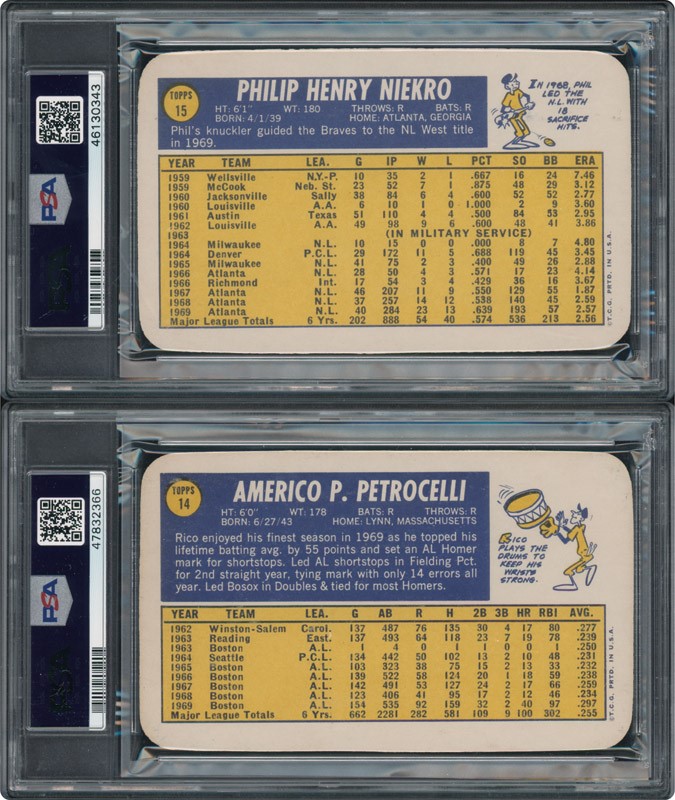 46130343
PSA
TOPPS
15
PHILIP HENRY NIEKRO
HT: 6'1" WT: 180 THROWS: R BATS: R
BORN: 4/1/39 HOME: ATLANTA, GEORGIA
Phil's knuckler guided the Braves to the NL West title
in 1969.
IN 1968, PHIL
LED THE
N.L. WITH
18
SACRIFICE
HITS.
YEAR TEAM LEA. G IP W L PCT SO BB ERA
1959 Wellsville N.Y.-P. 10 35 2 1 .667 16 24 7.46
1959 McCook Neb. St. 23 52 7 1 .875 48 29 3.12
1960 Jacksonville Sally 38 84 6 4 .600 52 52 2.77
1960 Louisville A.A. 6 10 1 0 1.000 2 9 3.60
1961 Austin Texas 51 110 4 4 .500 84 53 2.95
1962 Louisville A.A. 49 98 9 6 .600 48 41 3.86
1963 (IN MILITARY SERVICE)
1964 Milwaukee N.L. 10 15 0 0 .000 8 7 4.80
1964 Denver P.C.L. 29 172 11 5 .688 119 45 3.45
1965 Milwaukee N.L. 41 75 2 3 .400 49 26 2.88
1966 Atlanta N.L. 28 50 4 3 .571 17 23 4.14
1966 Richmond Int. 17 54 3 4 .429 36 16 3.67
1967 Atlanta N.L. 46 207 11 9 .550 129 55 1.87
1968 Atlanta N.L. 37 257 14 12 .538 140 45 2.59
1969 Atlanta N.L. 40 284 23 13 .639 193 57 2.57
Major League Totals 6 Yrs. 202 888 54 40 .574 536 213 2.56
©T.C.G. PRTD. IN U.S.A.
47832366
PSA
TOPPS
14
AMERICO P. PETROCELLI
HT: 6'0" WT: 178 BATS: R THROWS: R
BORN: 6/27/43 HOME: LYNN, MASSACHUSETTS
Rico enjoyed his finest season in 1969 as he topped his
lifetime batting avg. by 55 points and set an AL Homer
mark for shortstops. Led AL shortstops in Fielding Pct.
for 2nd straight year, tying mark with only 14 errors all
year. Led Bosox in Doubles & tied for most Homers.
RICO
PLAYS THE
DRUMS TO
KEEP HIS
WRISTS
STRONG.
YEAR TEAM LEA. G AB R H 2B 3B HR RBI AVG.
1962 Winston-Salem Carol. 137 487 76 135 30 4 17 80 .277
1963 Reading East. 137 493 64 118 23 7 19 78 .239
1963 Boston A.L. 1 4 0 1 1 0 0 1 .250
1964 Seattle P.C.L. 134 442 50 102 13 2 10 48 .231
1965 Boston A.L. 103 323 38 75 15 2 13 33 .232
1966 Boston A.L. 139 522 58 124 20 1 18 59 .238
1967 Boston A.L. 142 491 53 127 24 2 17 66 .259
1968 Boston A.L. 123 406 41 95 17 2 12 46 .234
1969 Boston A.L. 154 535 92 159 32 2 40 97 .297
Major League Totals 6 Yrs. 662 2281 282 581 109 9 100 302 .255
©T.C.G. PRTD. IN U.S.A.